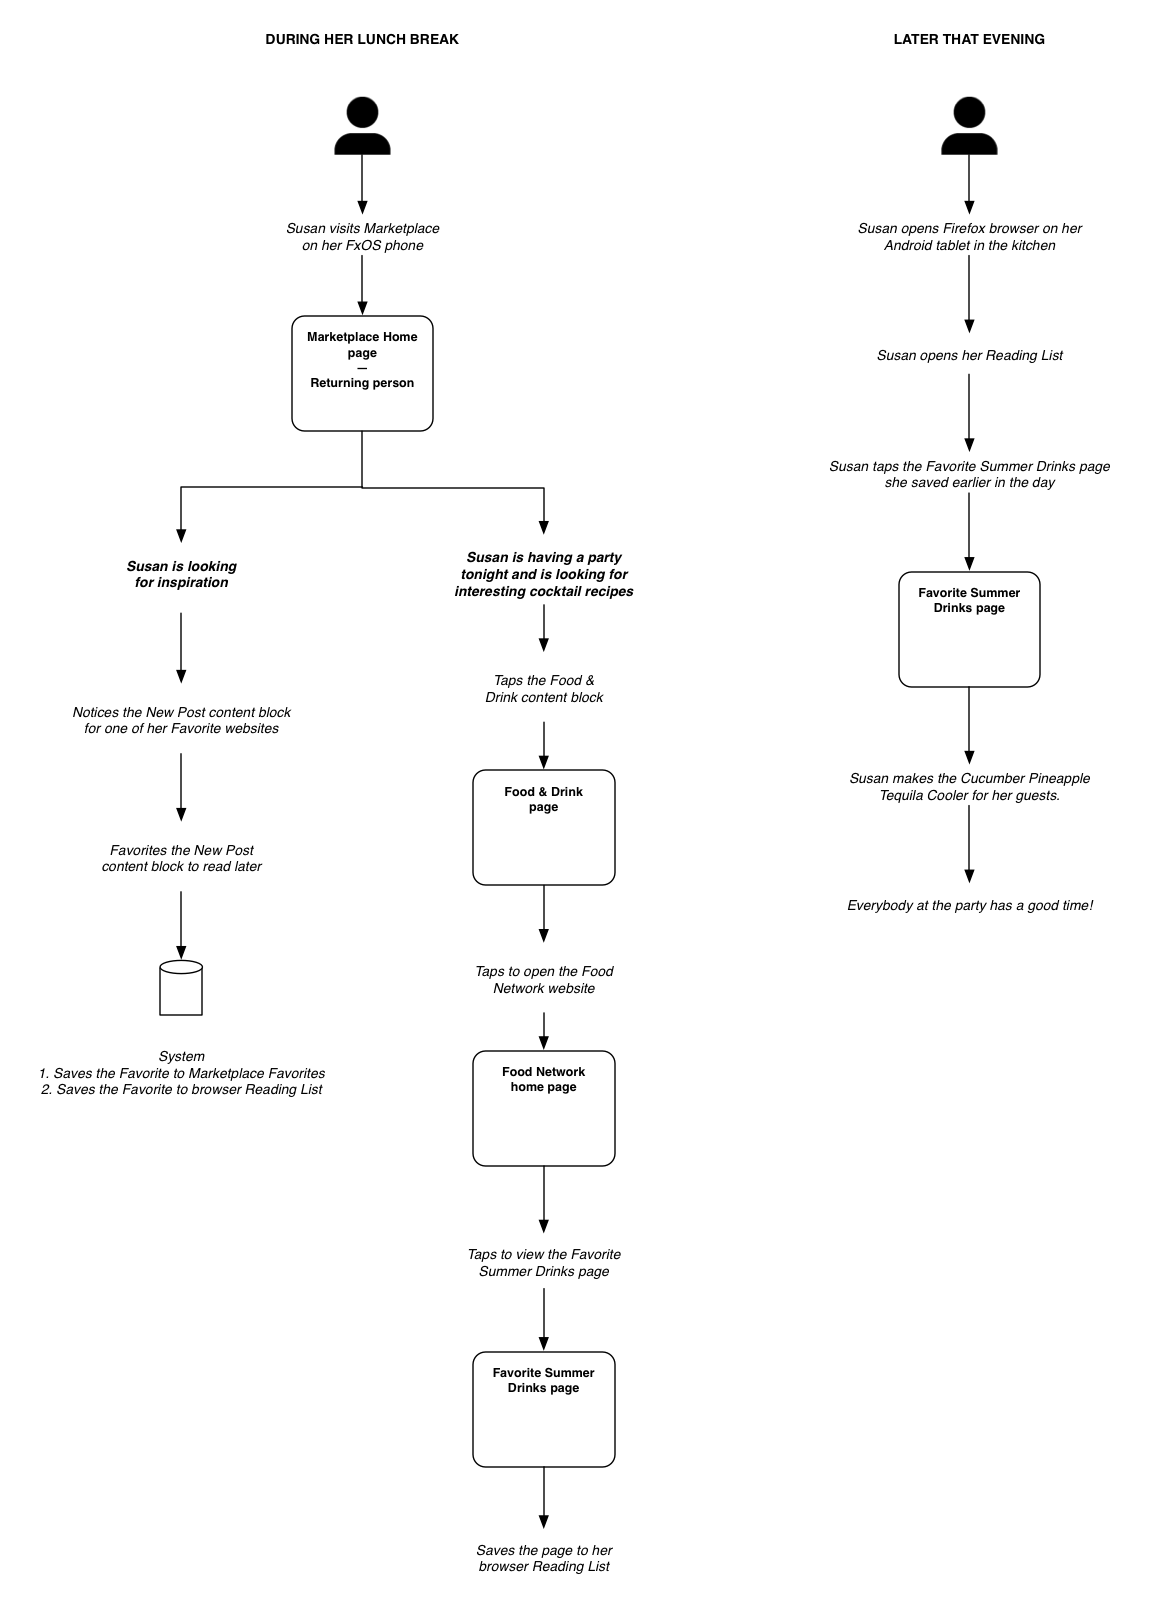 DURING HER LUNCH BREAK
Susan visits Marketplace
on her FxOS phone
Marketplace Home
page
—
Returning person
Susan is looking
for inspiration
Notices the New Post content block
for one of her Favorite websites
Favorites the New Post
content block to read later
System
1. Saves the Favorite to Marketplace Favorites
2. Saves the Favorite to browser Reading List
Susan is having a party
tonight and is looking for
interesting cocktail recipes
Taps the Food &
Drink content block
Food & Drink
page
Taps to open the Food
Network website
Food Network
home page
Taps to view the Favorite
Summer Drinks page
Favorite Summer
Drinks page
Saves the page to her
browser Reading List
LATER THAT EVENING
Susan opens Firefox browser on her
Android tablet in the kitchen
Susan opens her Reading List
Susan taps the Favorite Summer Drinks page
she saved earlier in the day
Favorite Summer
Drinks page
Susan makes the Cucumber Pineapple
Tequila Cooler for her guests.
Everybody at the party has a good time!